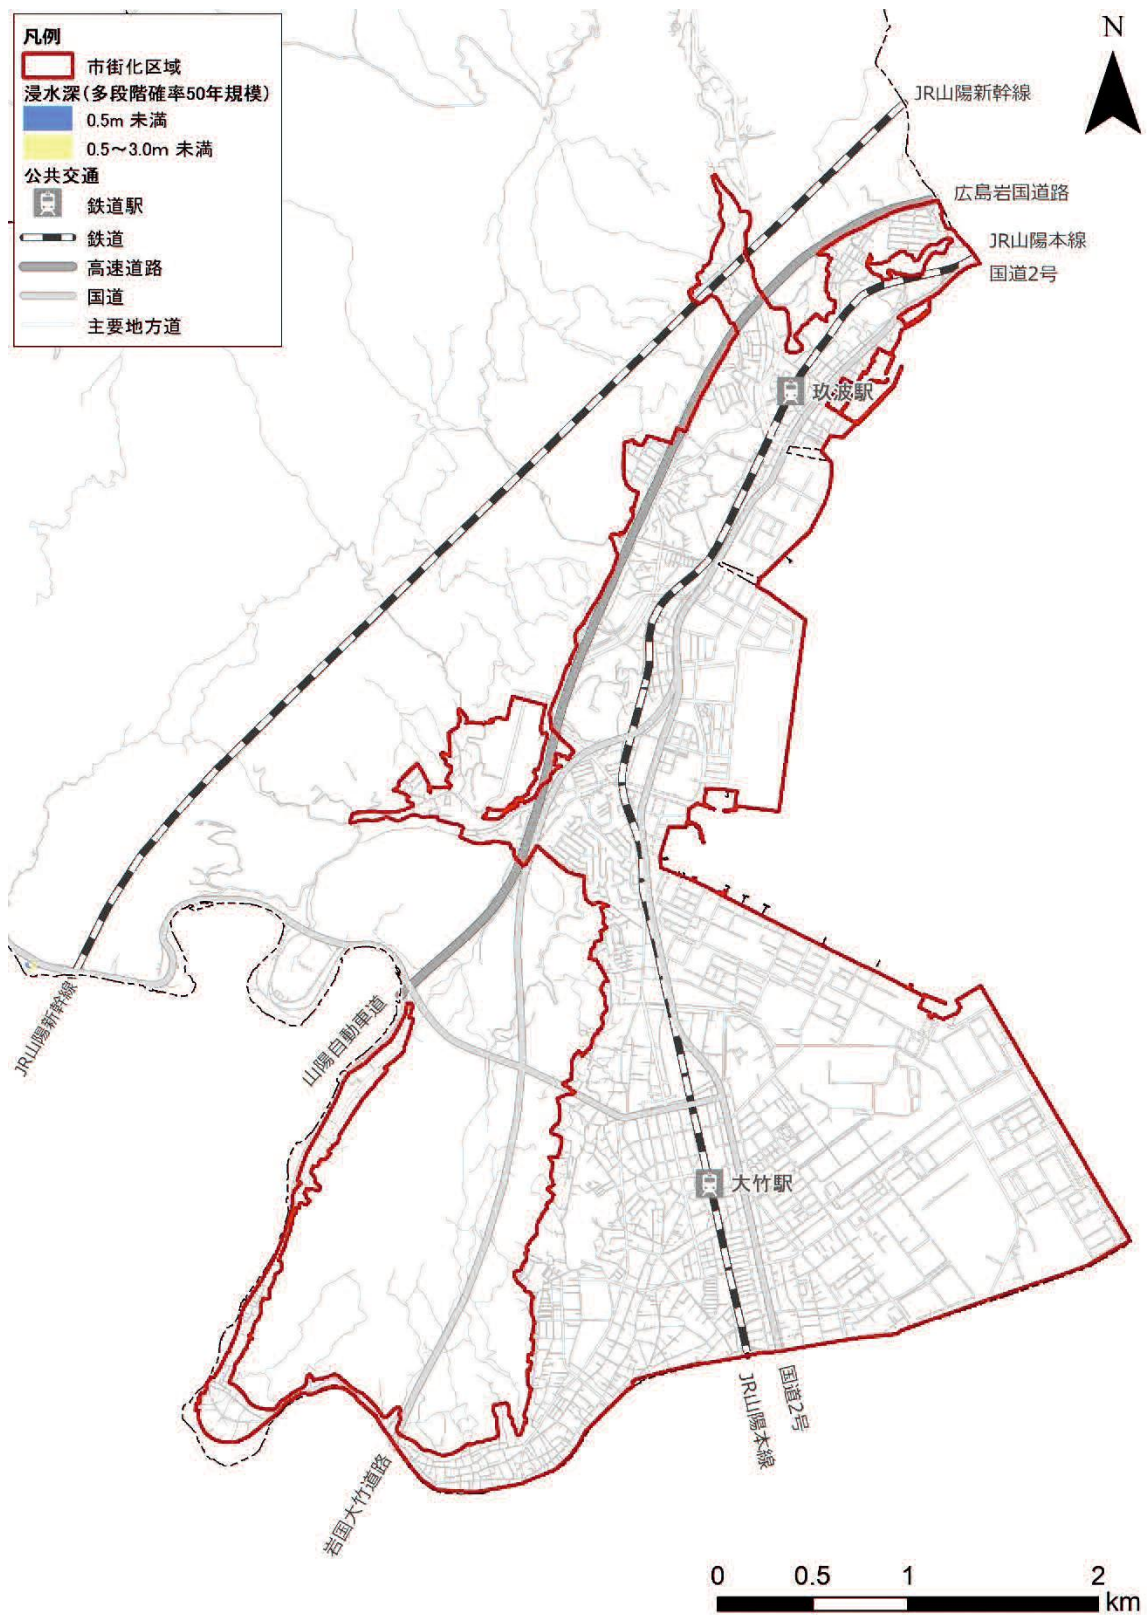 凡例
市街化区域
浸水深(多段階確率50年規模)
0.5m 未満
0.5～3.0m 未満
公共交通
鉄道駅
鉄道
高速道路
国道
主要地方道
N
JR山陽新幹線
広島岩国道路
JR山陽本線
国道2号
玖波駅
JR山陽新幹線
山陽自動車道
大竹駅
国道2号
JR山陽本線
岩国大竹道路
0 0.5 1 2
km